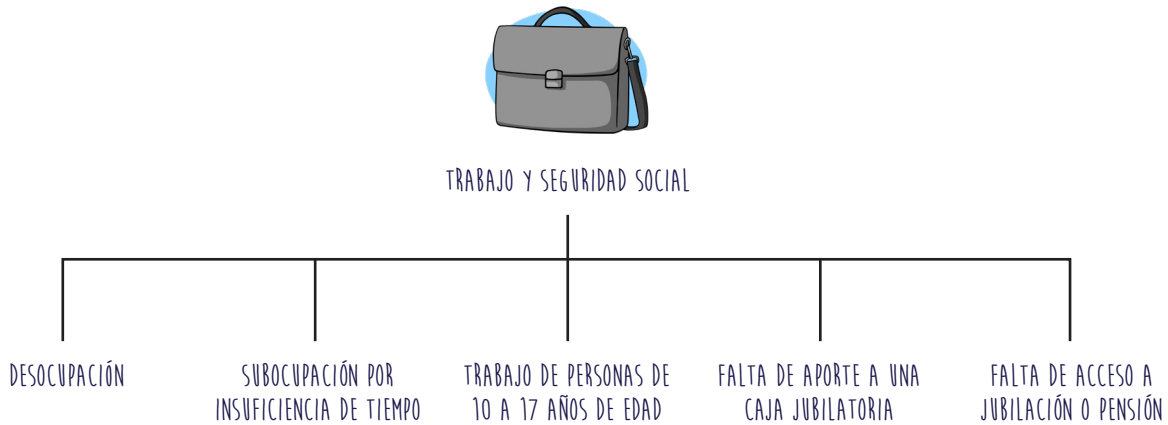 TRABAJO Y SEGURIDAD SOCIAL
DESOCUPACIÓN
SUBOCUPACIÓN POR
INSUFICIENCIA DE TIEMPO
TRABAJO DE PERSONAS DE
10 A 17 AÑOS DE EDAD
FALTA DE APORTE A UNA
CAJA JUBILATORIA
FALTA DE ACCESO A
JUBILACIÓN O PENSIÓN